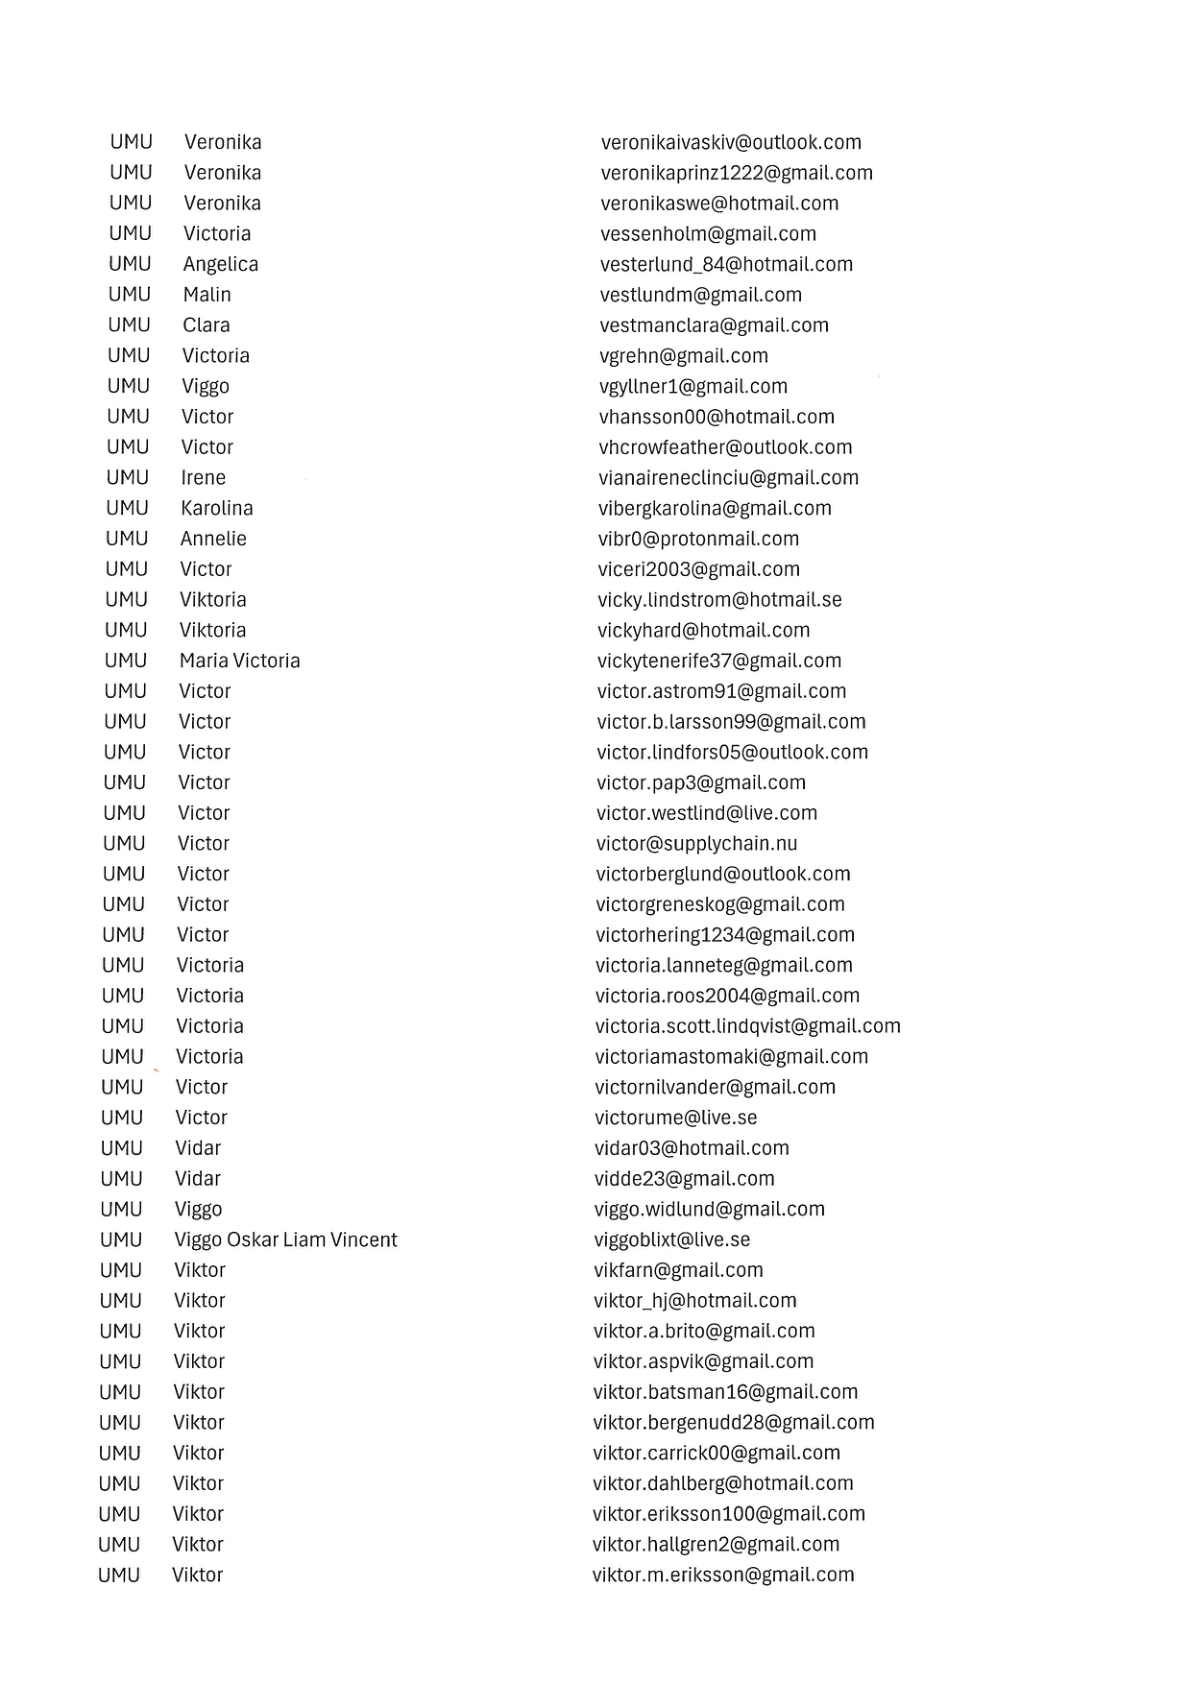 UMU Veronika veronikaivaskiv@outlook.com
UMU Veronika veronikaprinz1222@gmail.com
UMU Veronika veronikaswe@hotmail.com
UMU Victoria vessenholm@gmail.com
UMU Angelica vesterlund_84@hotmail.com
UMU Malin vestlundm@gmail.com
UMU Clara vestmanclara@gmail.com
UMU Victoria vgrehn@gmail.com
UMU Viggo vgyllner1@gmail.com
UMU Victor vhansson00@hotmail.com
UMU Victor vhcrowfeather@outlook.com
UMU Irene vianaireneclinciu@gmail.com
UMU Karolina vibergkarolina@gmail.com
UMU Annelie vibr0@protonmail.com
UMU Victor viceri2003@gmail.com
UMU Viktoria vicky.lindstrom@hotmail.se
UMU Viktoria vickyhard@hotmail.com
UMU Maria Victoria vickytenerife37@gmail.com
UMU Victor victor.astrom91@gmail.com
UMU Victor victor.b.larsson99@gmail.com
UMU Victor victor.lindfors05@outlook.com
UMU Victor victor.pap3@gmail.com
UMU Victor victor.westlind@live.com
UMU Victor victor@supplychain.nu
UMU Victor victorberglund@outlook.com
UMU Victor victorgreneskog@gmail.com
UMU Victor victorhering1234@gmail.com
UMU Victoria victoria.lanneteg@gmail.com
UMU Victoria victoria.roos2004@gmail.com
UMU Victoria victoria.scott.lindqvist@gmail.com
UMU Victoria victoriamastomaki@gmail.com
UMU Victor victornilvander@gmail.com
UMU Victor victorume@live.se
UMU Vidar vidar03@hotmail.com
UMU Vidar vidde23@gmail.com
UMU Viggo viggo.widlund@gmail.com
UMU Viggo Oskar Liam Vincent viggoblixt@live.se
UMU Viktor vikfarn@gmail.com
UMU Viktor viktor_hj@hotmail.com
UMU Viktor viktor.a.brito@gmail.com
UMU Viktor viktor.aspvik@gmail.com
UMU Viktor viktor.batsman16@gmail.com
UMU Viktor viktor.bergenudd28@gmail.com
UMU Viktor viktor.carrick00@gmail.com
UMU Viktor viktor.dahlberg@hotmail.com
UMU Viktor viktor.eriksson100@gmail.com
UMU Viktor viktor.hallgren2@gmail.com
UMU Viktor viktor.m.eriksson@gmail.com